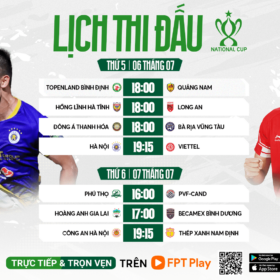 LỊCH THI ĐẤU
NATIONAL CUP
THỨ 5 | 06 THÁNG 07
TOPENLAND BÌNH ĐỊNH 18:00 QUẢNG NAM
HỒNG LĨNH HÀ TĨNH 18:00 LONG AN
ĐÔNG Á THANH HÓA 18:00 BÀ RỊA VŨNG TÀU
HÀ NỘI 19:15 VIETTEL
THỨ 6 | 07 THÁNG 07
PHÚ THỌ 16:00 PVF-CAND
HOÀNG ANH GIA LAI 17:00 BECAMEX BÌNH DƯƠNG
CÔNG AN HÀ NỘI 19:15 THÉP XANH NAM ĐỊNH
TRỰC TIẾP & TRỌN VẸN TRÊN FPT Play